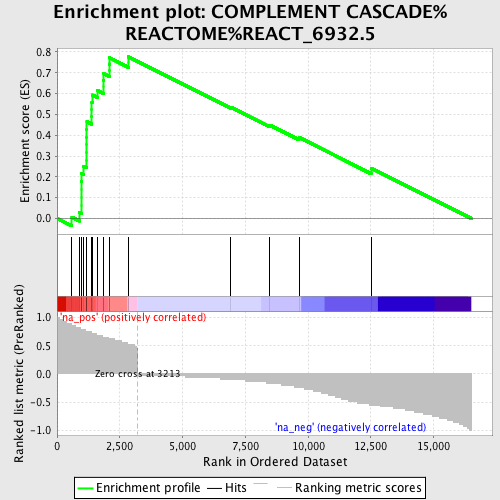 Enrichment plot: COMPLEMENT CASCADE%
REACTOME%REACT_6932.5
Enrichment score (ES)
0.8
0.7
0.6
0.5
0.4
0.3
0.2
0.1
0.0
Ranked list metric (PreRanked)
1.0
0.5
0.0
-0.5
-1.0
'na_pos' (positively correlated)
Zero cross at 3213
'na_neg' (negatively correlated)
0
2,500
5,000
7,500
10,000
12,500
15,000
Rank in Ordered Dataset
Enrichment profile
Hits
Ranking metric scores